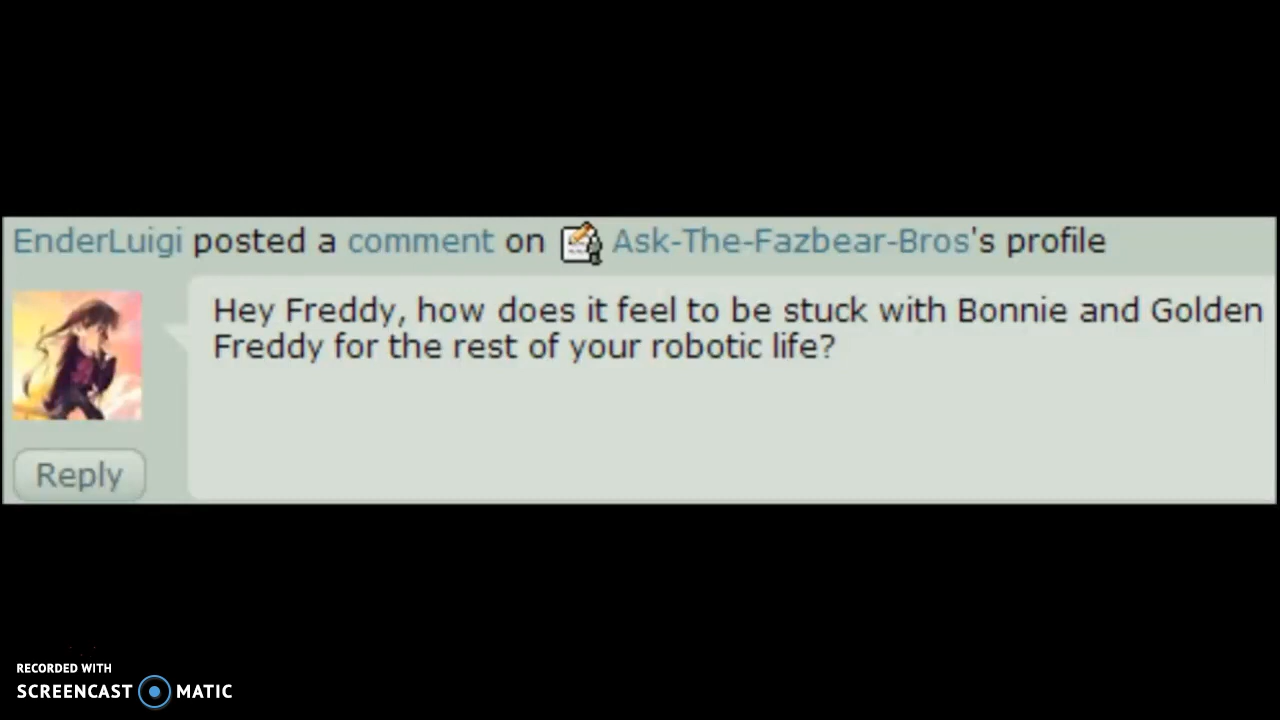 EnderLuigi posted a comment on Ask-The-Fazbear-Bros's profile
Hey Freddy, how does it feel to be stuck with Bonnie and Golden
Freddy for the rest of your robotic life?
Reply
RECORDED WITH
SCREENCAST MATIC